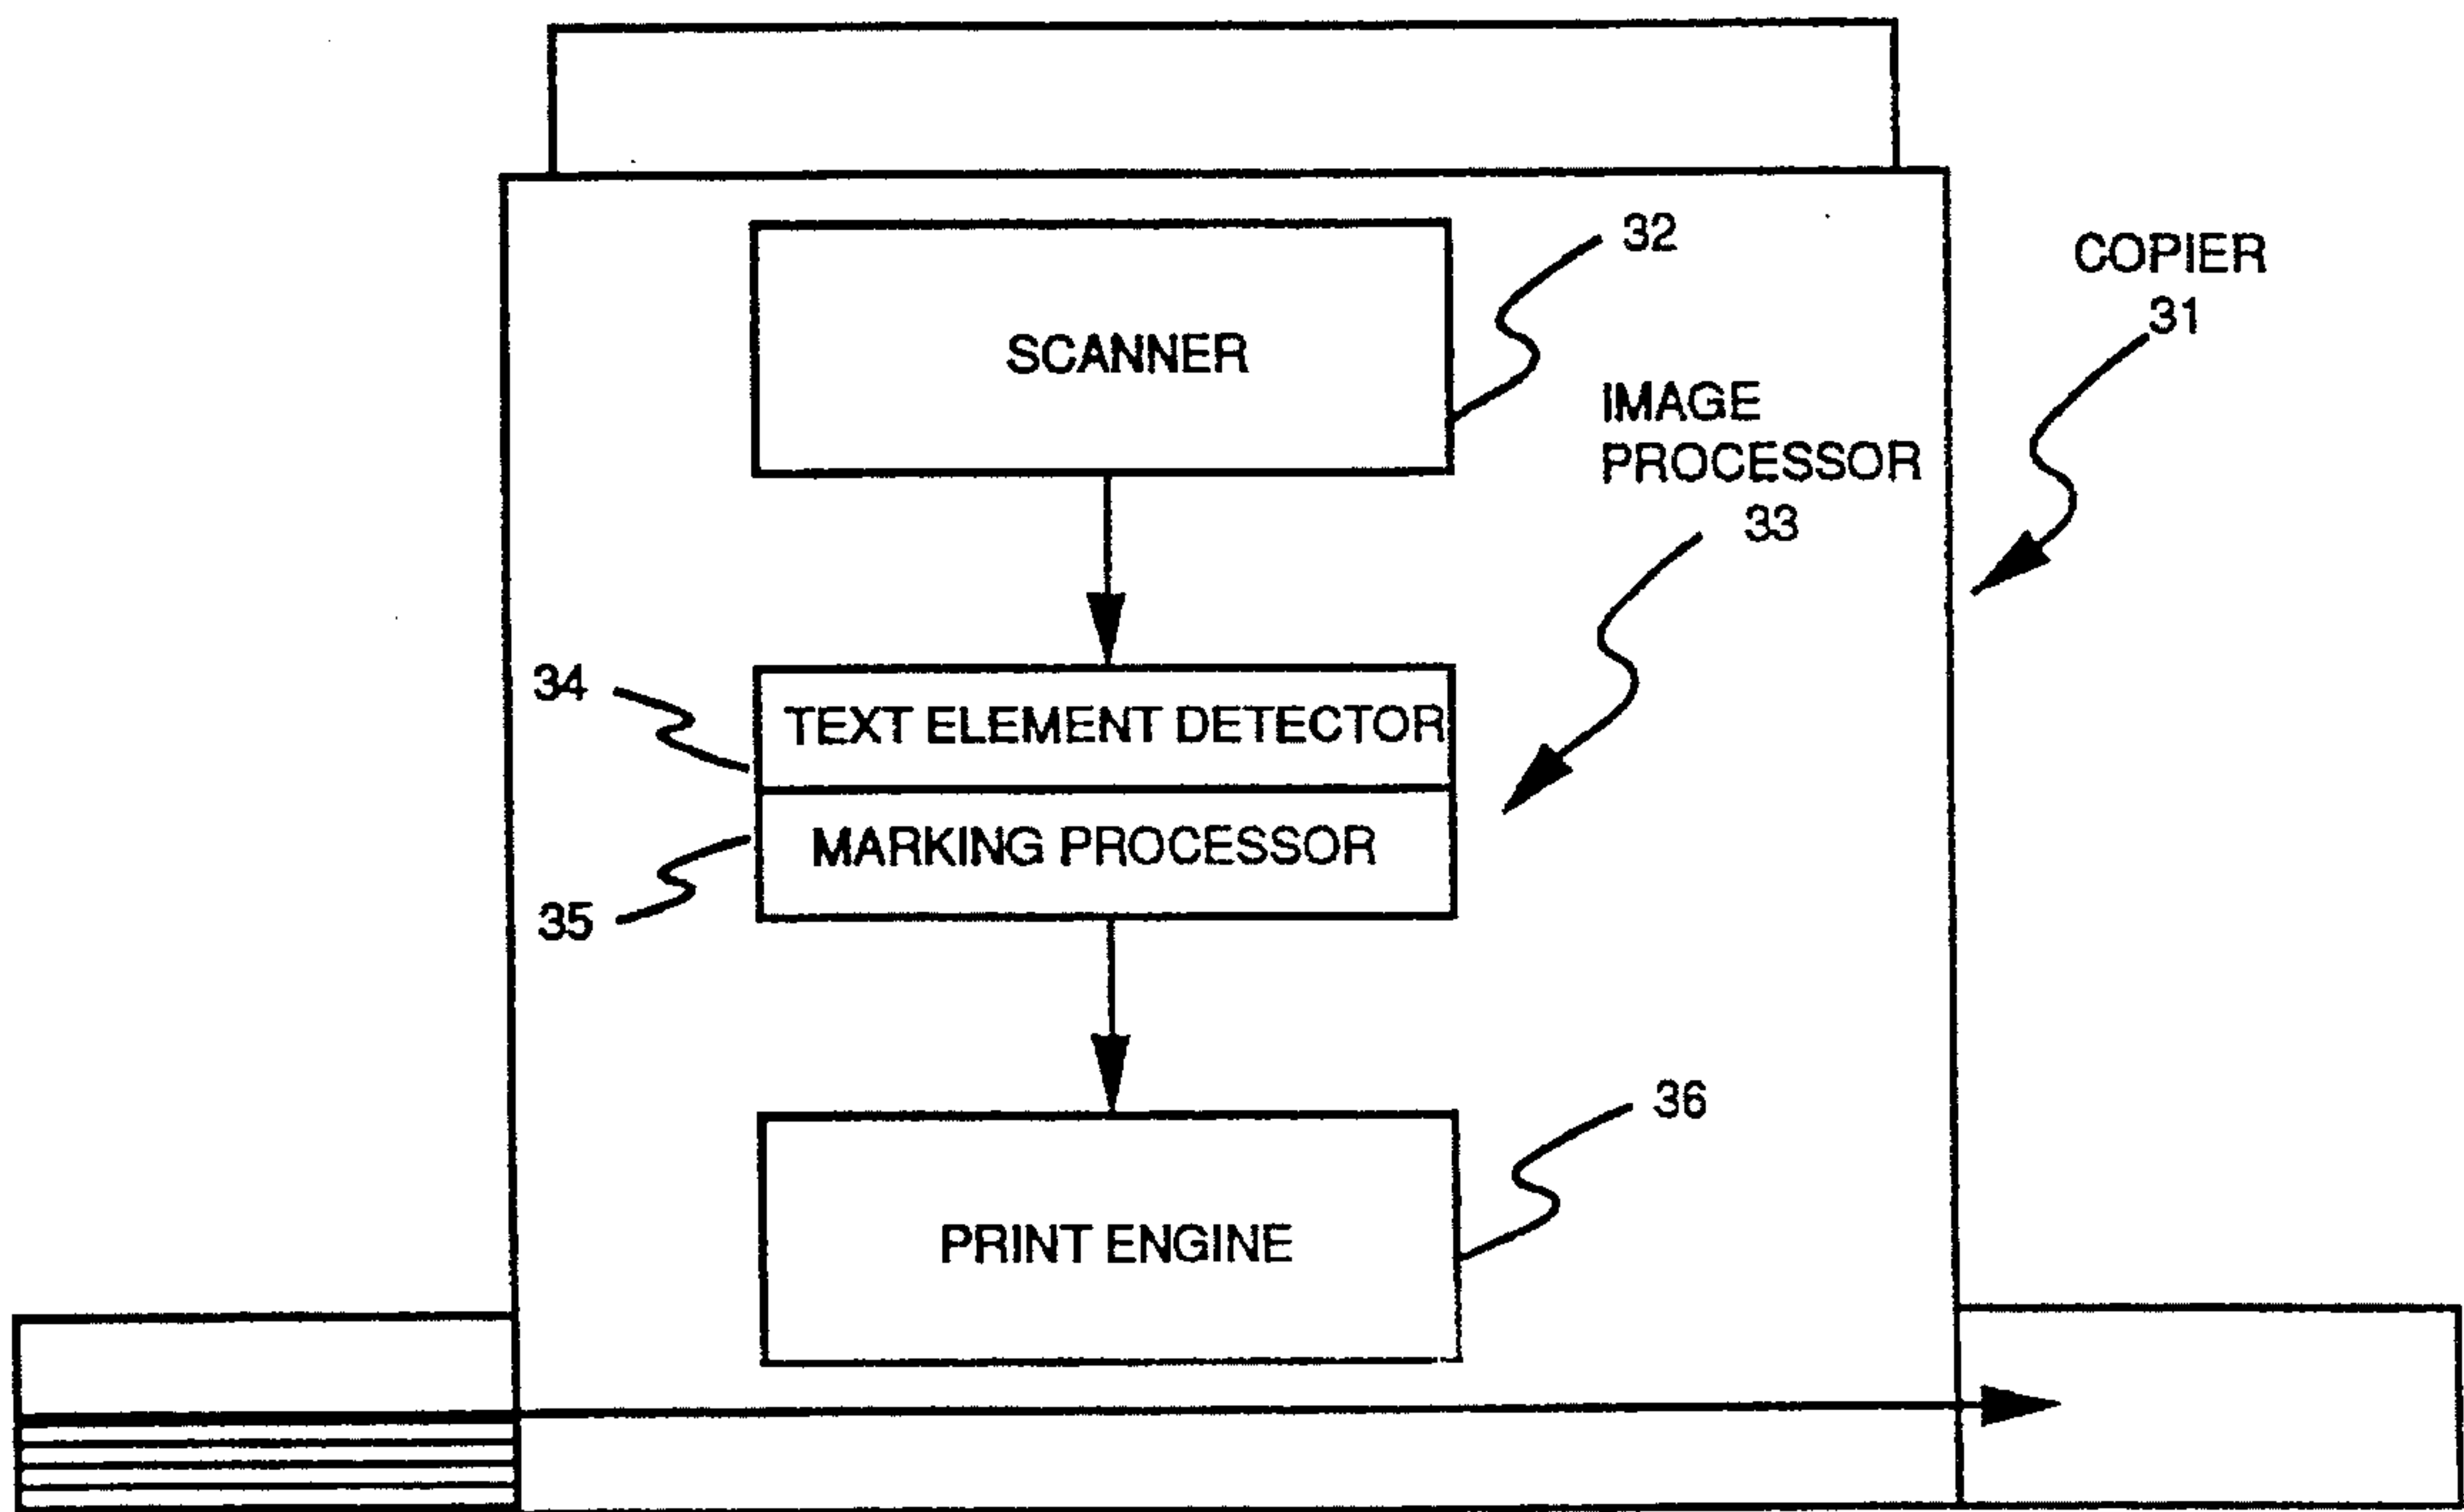 32
COPIER
31
SCANNER
IMAGE
PROCESSOR
33
34
TEXT ELEMENT DETECTOR
MARKING PROCESSOR
35
36
PRINT ENGINE